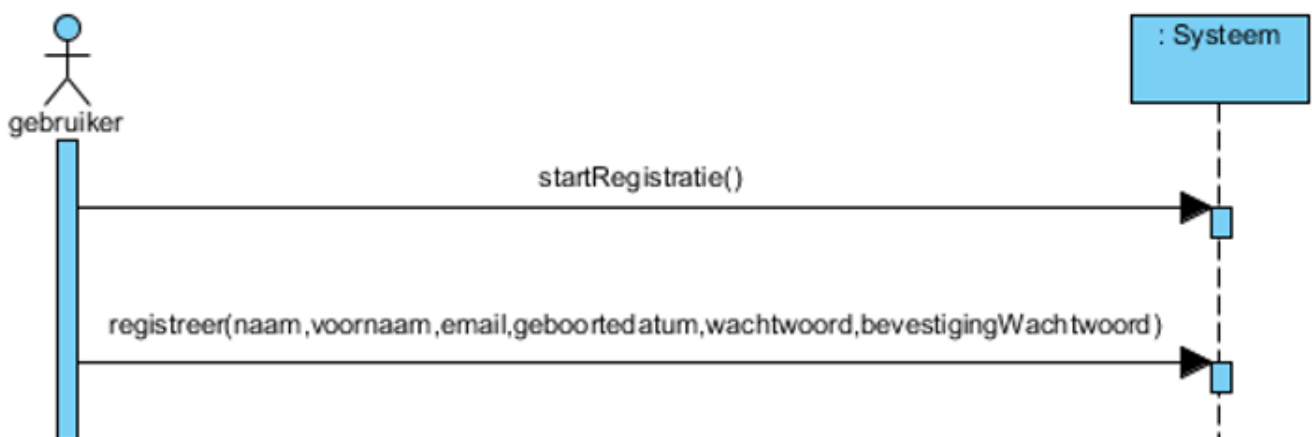 : Systeem
gebruiker
startRegistratie()
registreer(naam,voornaam,email,geboortedatum,wachtwoord,bevestigingWachtwoord)